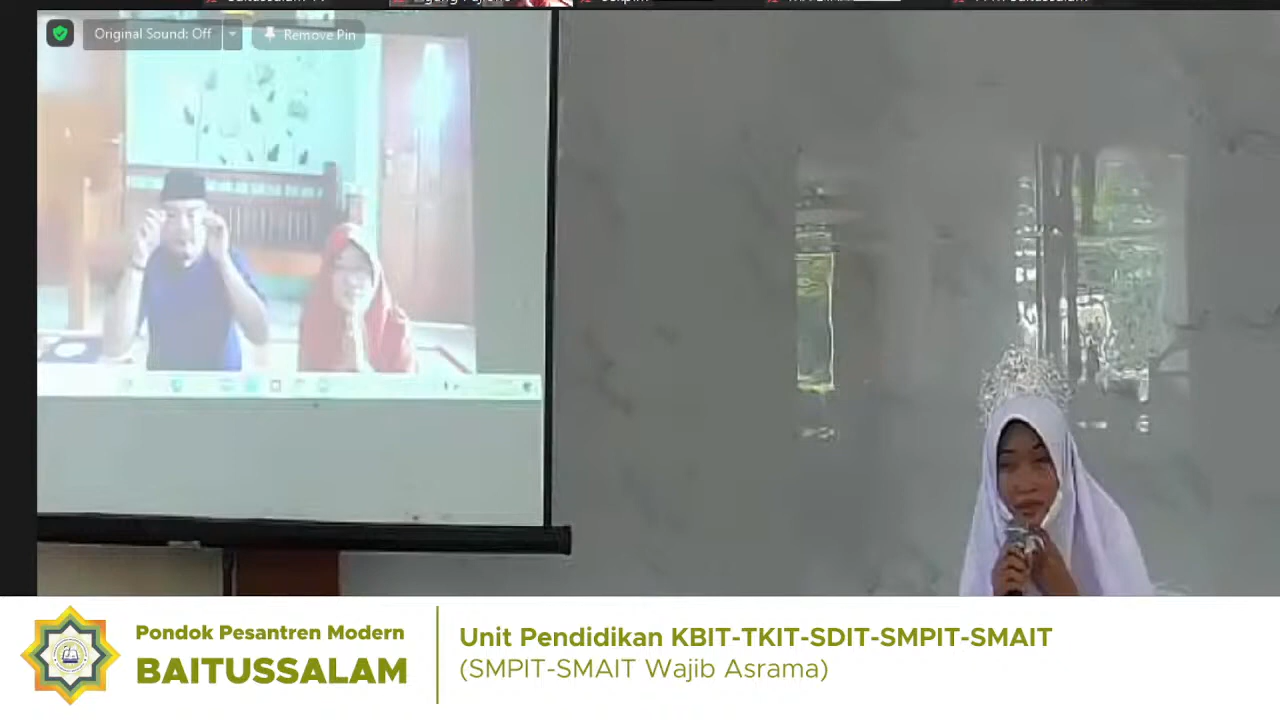 Original Sound: Off
Remove Pin
Pondok Pesantren Modern
BAITUSSALAM
Unit Pendidikan KBIT-TKIT-SDIT-SMPIT-SMAIT
(SMPIT-SMAIT Wajib Asrama)